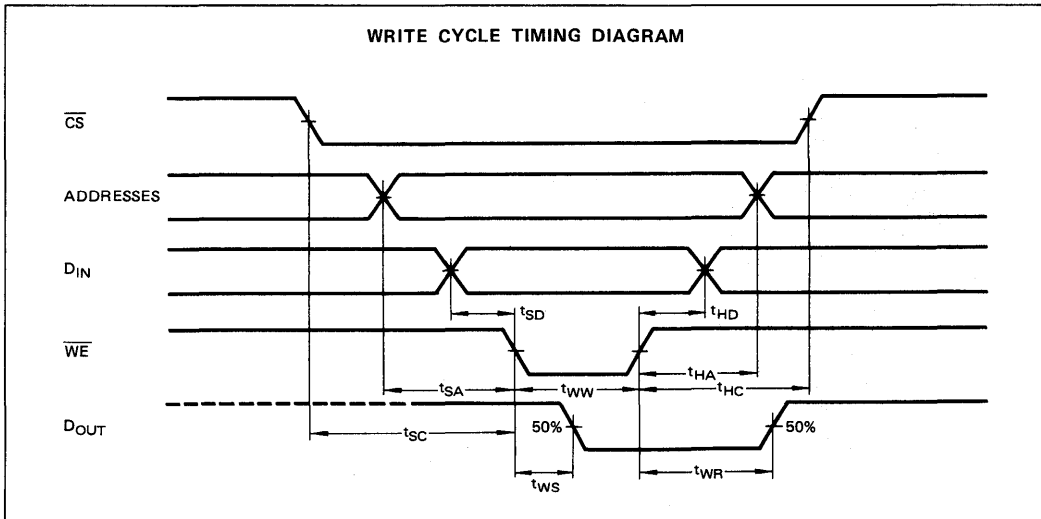 WRITE CYCLE TIMING DIAGRAM
CS
ADDRESSES
DIN
tSD
tHD
WE
tSA
tWW
tHA
tHC
DOUT
tSC
50%
50%
tWS
tWR